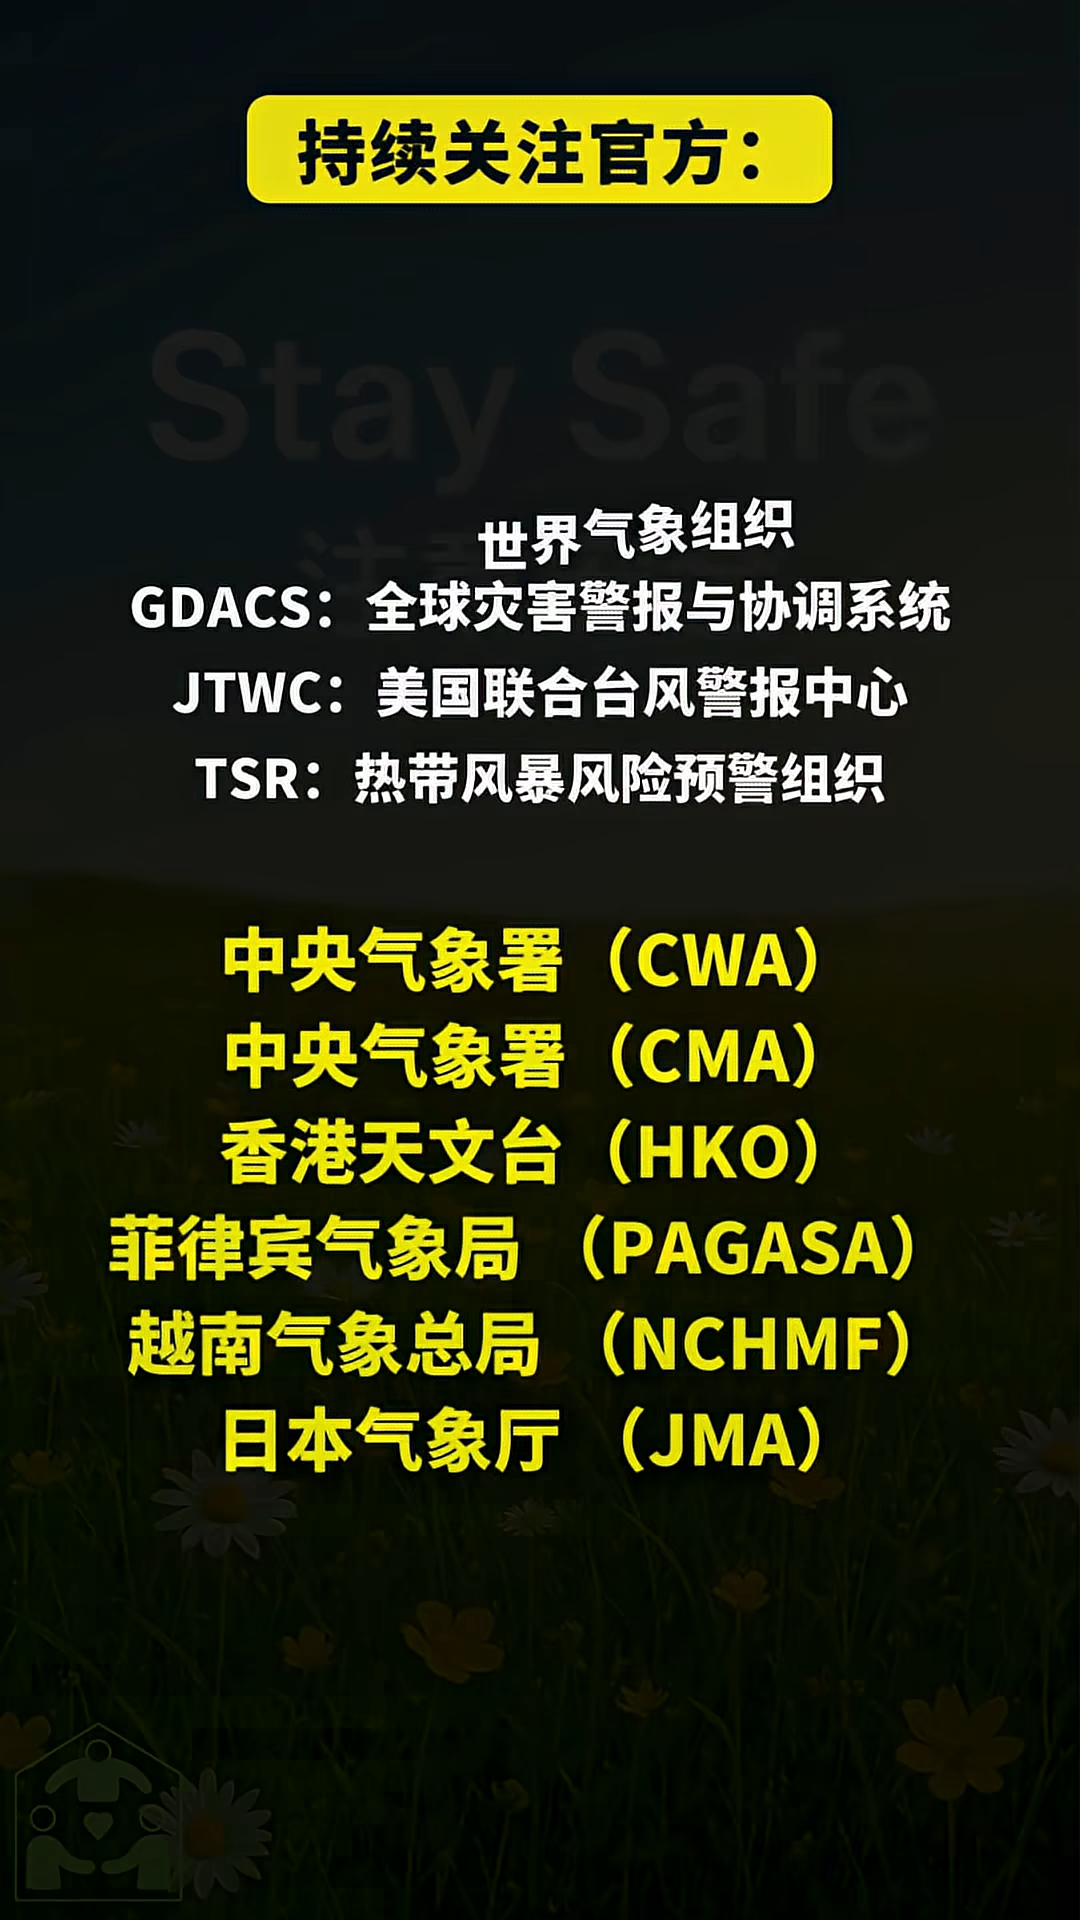 持续关注官方：
Stay Safe
世界气象组织
GDACS：全球灾害警报与协调系统
JTWC：美国联合台风警报中心
TSR：热带风暴风险预警组织
中央气象署（CWA）
中央气象署（CMA）
香港天文台（HKO）
菲律宾气象局 （PAGASA）
越南气象总局 （NCHMF）
日本气象厅 （JMA）